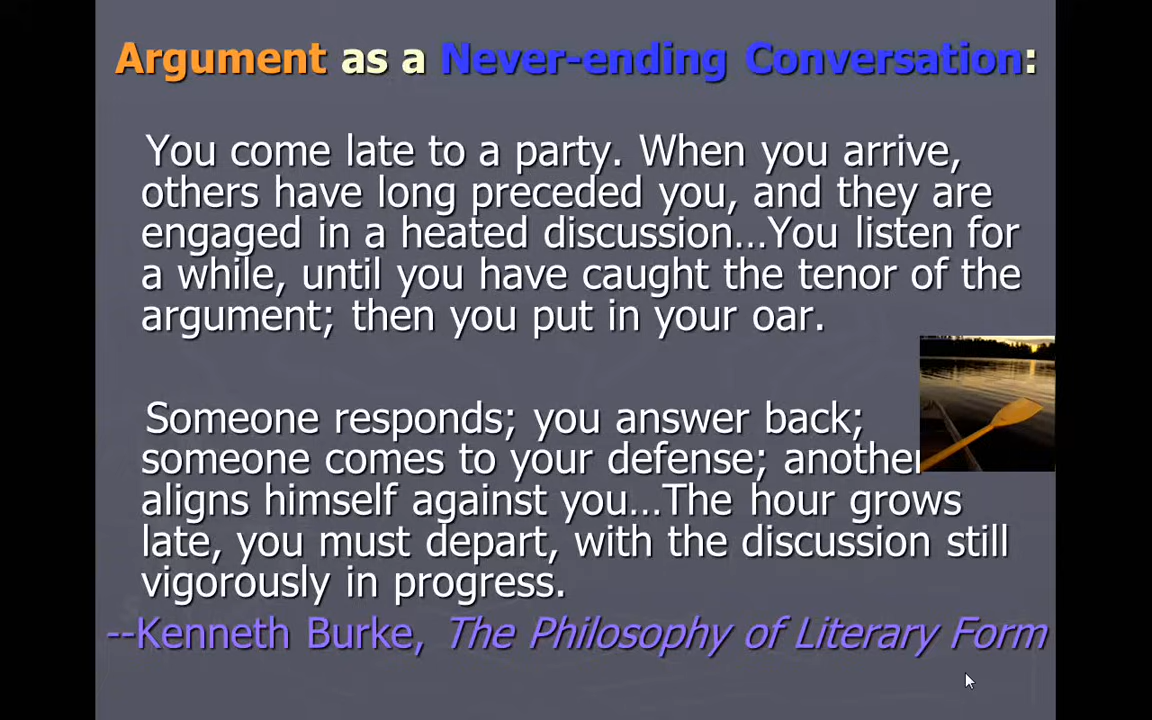 Argument as a Never-ending Conversation:
You come late to a party. When you arrive,
others have long preceded you, and they are
engaged in a heated discussion…You listen for
a while, until you have caught the tenor of the
argument; then you put in your oar.
Someone responds; you answer back;
someone comes to your defense; another
aligns himself against you…The hour grows
late, you must depart, with the discussion still
vigorously in progress.
--Kenneth Burke, The Philosophy of Literary Form